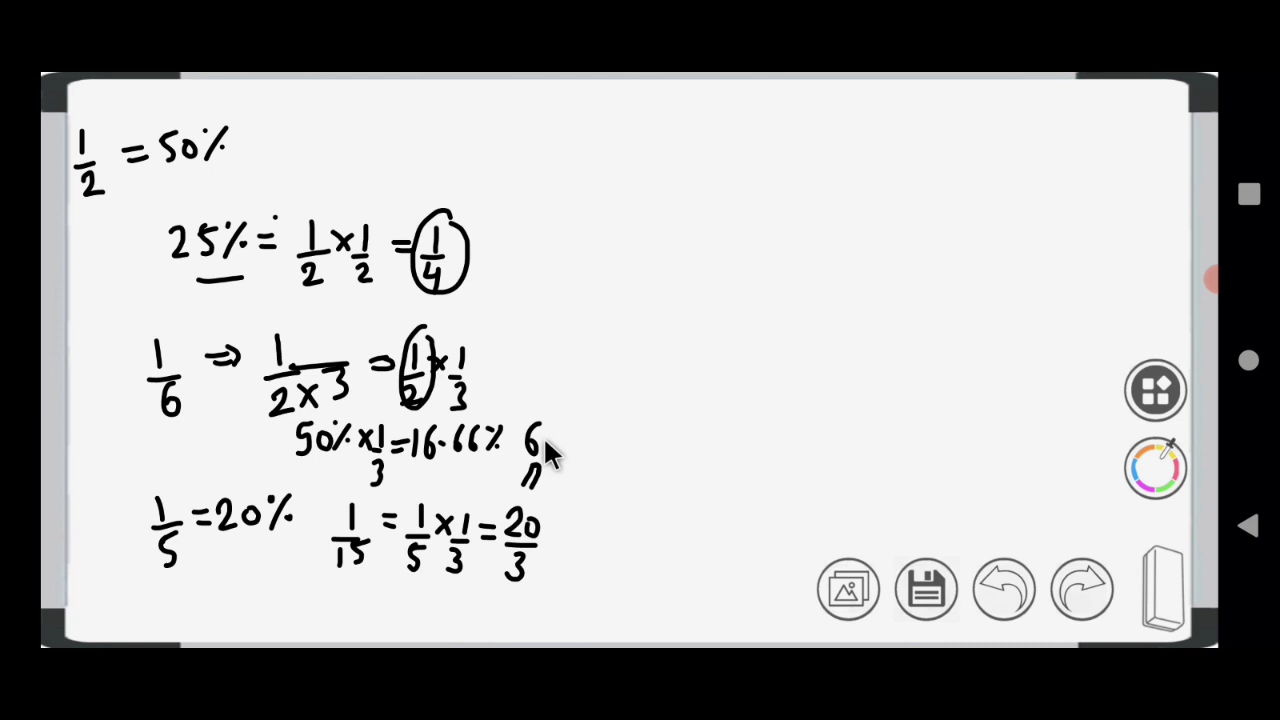 1/2 = 50%
25% = 1/2 × 1/2 = 1/4
1/6 ⇒ 1/(2×3) ⇒ 1/2 × 1/3
50% × 1/3 = 16.66% 6
1/5 = 20% 1/15 = 1/5 × 1/3 = 20/3